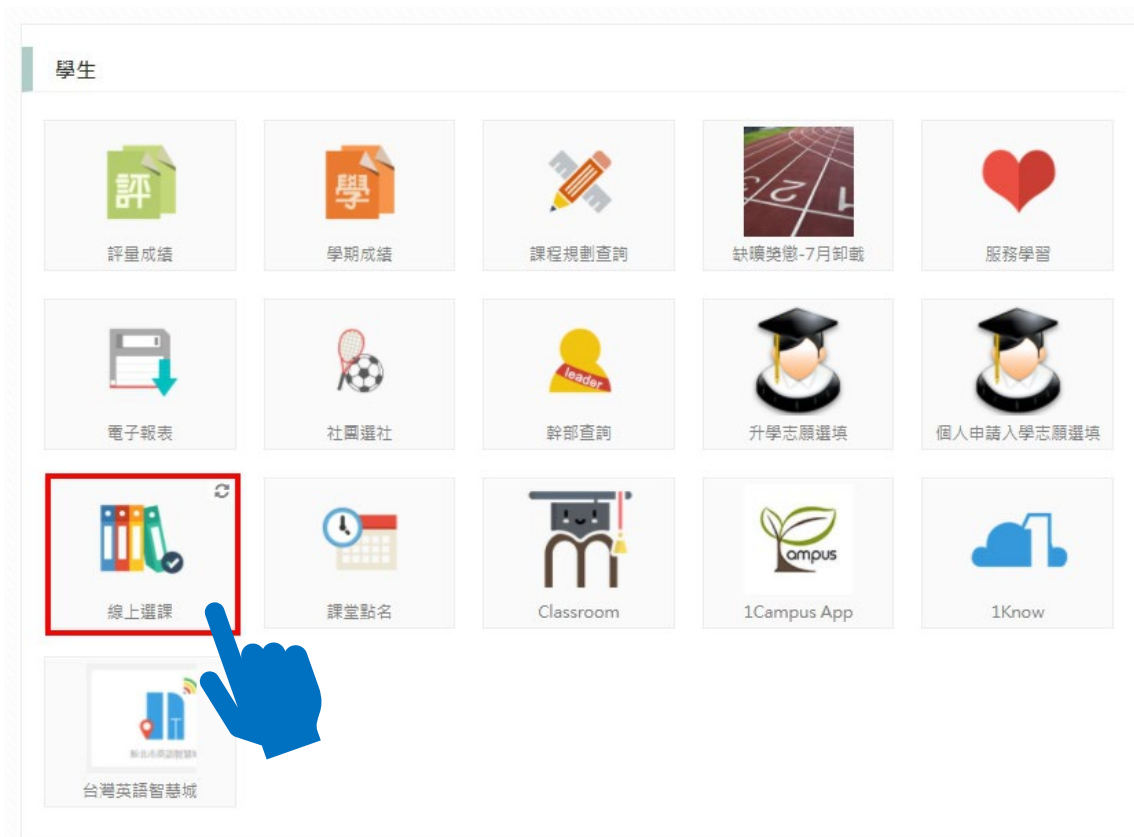 學生
評
學
1
2
3
評量成績
學期成績
課程規劃查詢
缺曠獎懲-7月卸載
服務學習
leader
電子報表
社團選社
幹部查詢
升學志願選填
個人申請入學志願選填
Campus
線上選課
課堂點名
Classroom
1Campus App
1Know
T
台灣英語智慧城